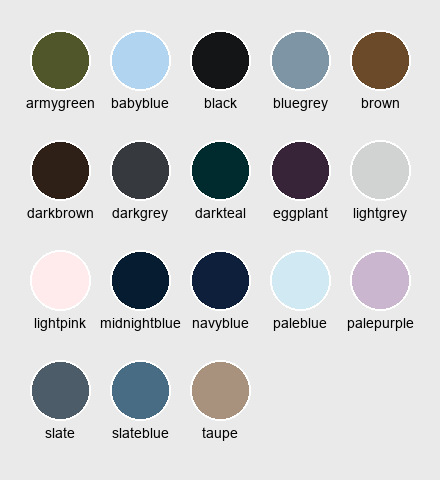 armygreen babyblue black bluegrey brown
darkbrown darkgrey darkteal eggplant lightgrey
lightpink midnightblue navyblue paleblue palepurple
slate slateblue taupe